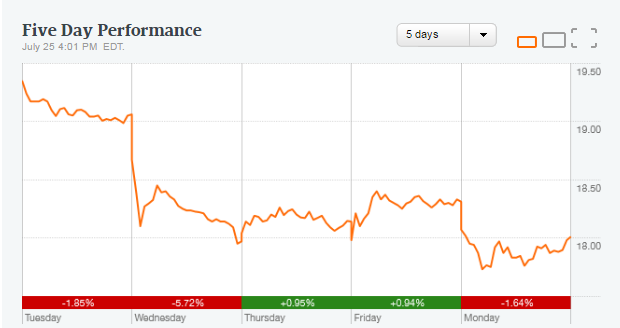 Five Day Performance
July 25 4:01 PM EDT.
5 days
19.50
19.00
18.50
18.00
-1.85% -5.72% +0.95% +0.94% -1.64%
Tuesday Wednesday Thursday Friday Monday